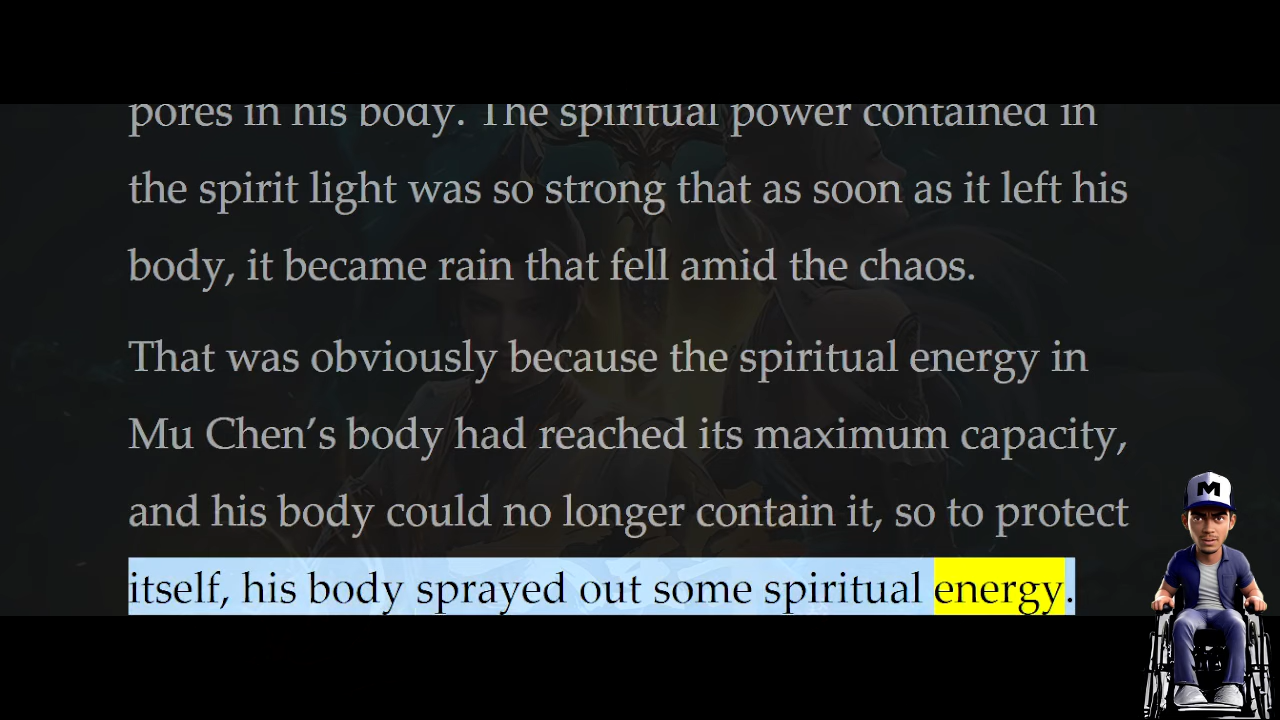 pores in his body. The spiritual power contained in
the spirit light was so strong that as soon as it left his
body, it became rain that fell amid the chaos.
That was obviously because the spiritual energy in
Mu Chen’s body had reached its maximum capacity,
and his body could no longer contain it, so to protect
itself, his body sprayed out some spiritual energy.
M